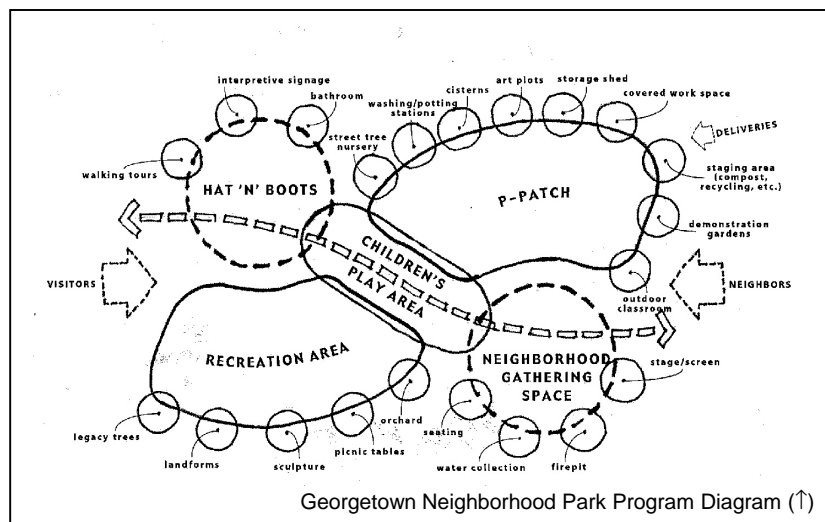 interpretive signage
bathroom
walking tours
HAT 'N' BOOTS
street tree
nursery
washing/potting
stations
cisterns
art plots
storage shed
covered work space
DELIVERIES
staging area
(compost,
recycling, etc.)
P-PATCH
demonstration
gardens
outdoor
classroom
NEIGHBORS
VISITORS
CHILDREN'S
PLAY AREA
RECREATION AREA
NEIGHBORHOOD
GATHERING
SPACE
stage/screen
orchard
seating
legacy trees
landforms
sculpture
picnic tables
water collection
firepit
Georgetown Neighborhood Park Program Diagram (↑)